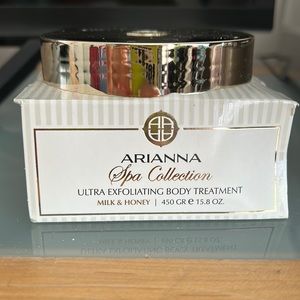 ARIANNA
Spa Collection
ULTRA EXFOLIATING BODY TREATMENT
MILK & HONEY | 450 GR ℮ 15.8 OZ.